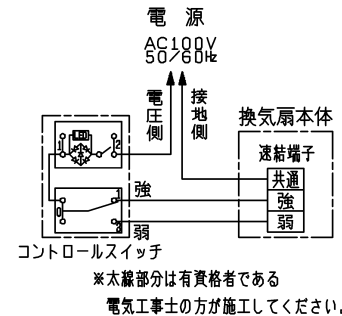 電源
AC100V
50/60Hz
電圧側
接地側
換気扇本体
速結端子
共通
強
弱
1
2
強
1
0
弱
コントロールスイッチ
※太線部分は有資格者である
電気工事士の方が施工してください。